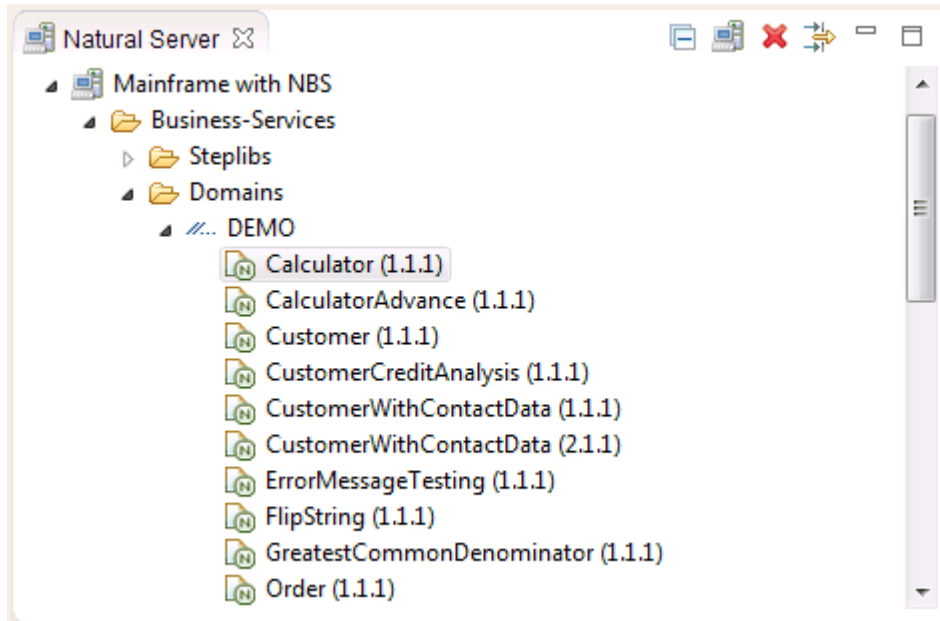 Natural Server
Mainframe with NBS
Business-Services
Steplibs
Domains
DEMO
Calculator (1.1.1)
CalculatorAdvance (1.1.1)
Customer (1.1.1)
CustomerCreditAnalysis (1.1.1)
CustomerWithContactData (1.1.1)
CustomerWithContactData (2.1.1)
ErrorMessageTesting (1.1.1)
FlipString (1.1.1)
GreatestCommonDenominator (1.1.1)
Order (1.1.1)